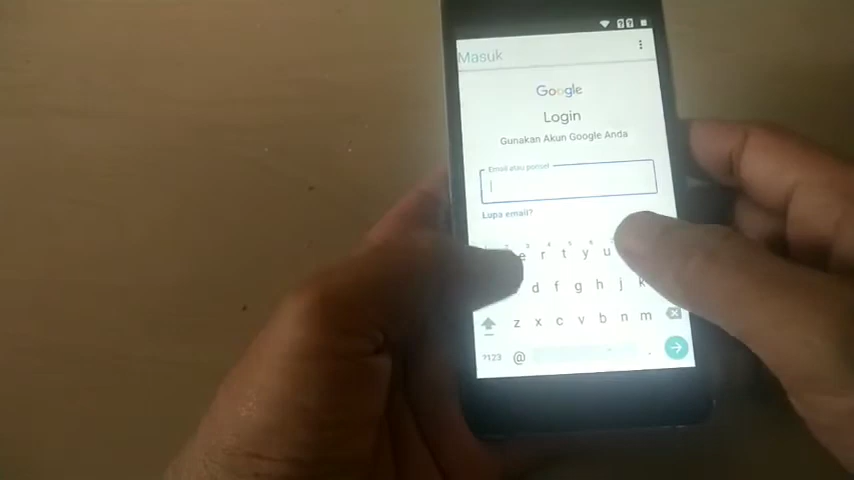 Masuk
Google
Login
Gunakan Akun Google Anda
Email atau ponsel
Lupa email?
e r t y u
d f g h j k
z x c v b n m
?123 @ .